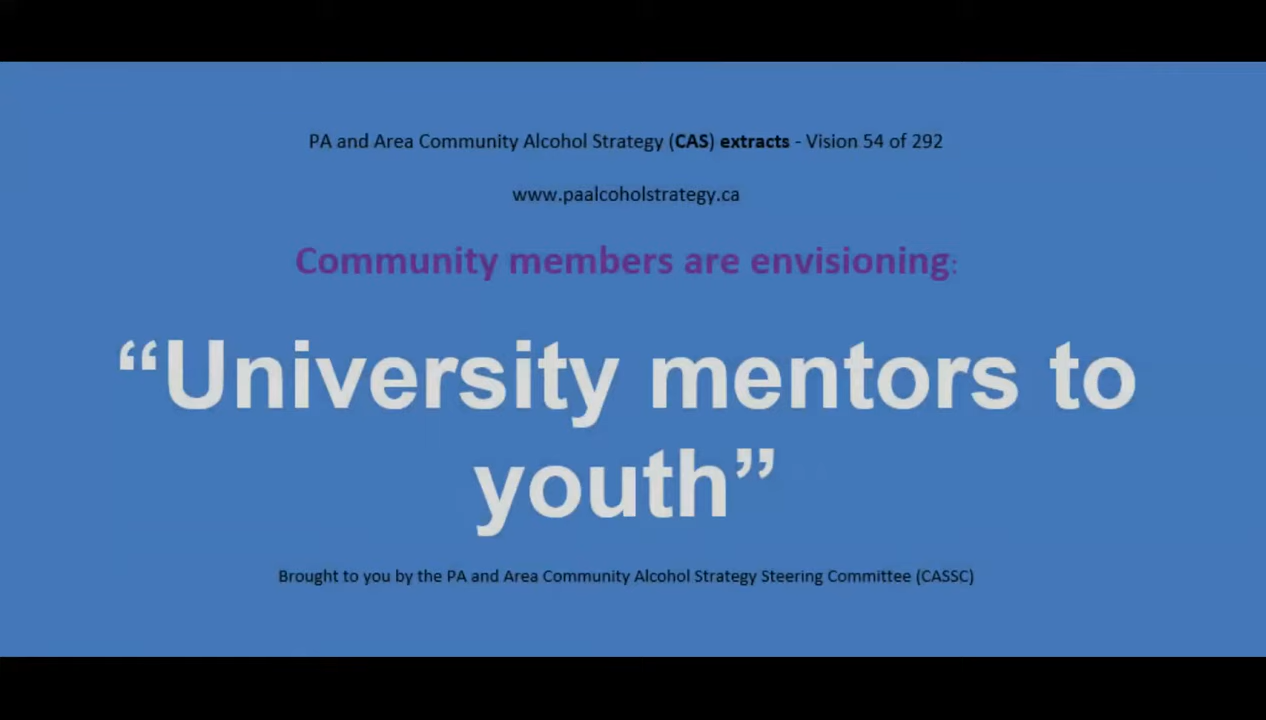 PA and Area Community Alcohol Strategy (CAS) extracts - Vision 54 of 292
www.paalcoholstrategy.ca
Community members are envisioning:
“University mentors to
youth”
Brought to you by the PA and Area Community Alcohol Strategy Steering Committee (CASSC)